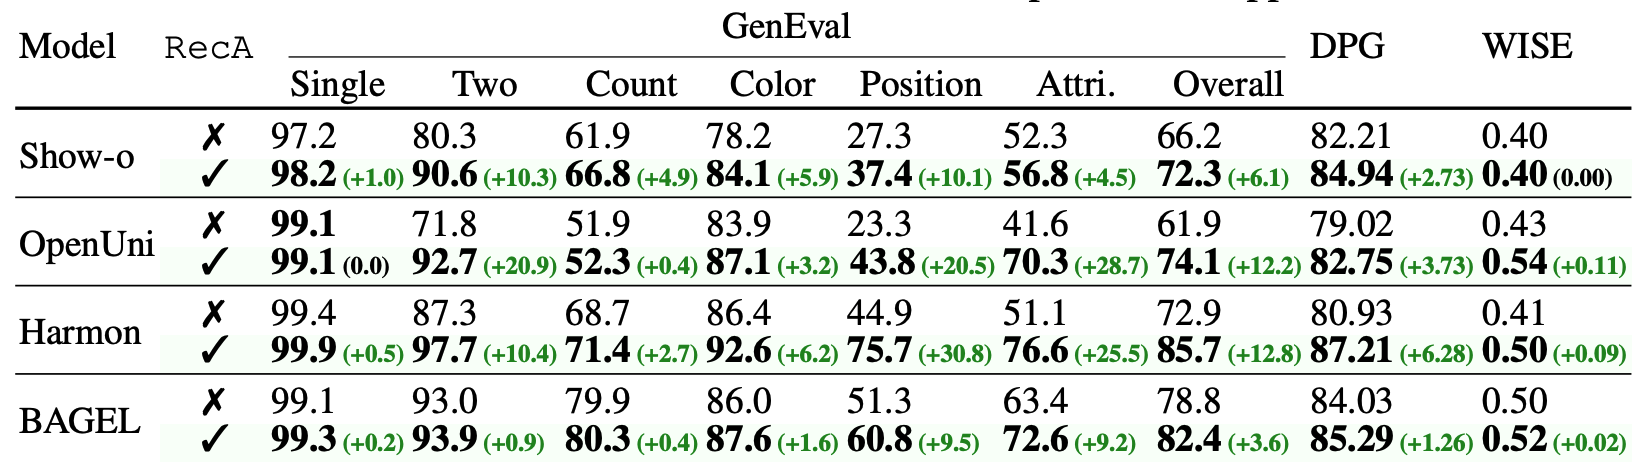 GenEval
Model RecA DPG WISE
Single Two Count Color Position Attri. Overall
Show-o
✗ 97.2 80.3 61.9 78.2 27.3 52.3 66.2 82.21 0.40
✓ 98.2 (+1.0) 90.6 (+10.3) 66.8 (+4.9) 84.1 (+5.9) 37.4 (+10.1) 56.8 (+4.5) 72.3 (+6.1) 84.94 (+2.73) 0.40 (0.00)
OpenUni
✗ 99.1 71.8 51.9 83.9 23.3 41.6 61.9 79.02 0.43
✓ 99.1 (0.0) 92.7 (+20.9) 52.3 (+0.4) 87.1 (+3.2) 43.8 (+20.5) 70.3 (+28.7) 74.1 (+12.2) 82.75 (+3.73) 0.54 (+0.11)
Harmon
✗ 99.4 87.3 68.7 86.4 44.9 51.1 72.9 80.93 0.41
✓ 99.9 (+0.5) 97.7 (+10.4) 71.4 (+2.7) 92.6 (+6.2) 75.7 (+30.8) 76.6 (+25.5) 85.7 (+12.8) 87.21 (+6.28) 0.50 (+0.09)
BAGEL
✗ 99.1 93.0 79.9 86.0 51.3 63.4 78.8 84.03 0.50
✓ 99.3 (+0.2) 93.9 (+0.9) 80.3 (+0.4) 87.6 (+1.6) 60.8 (+9.5) 72.6 (+9.2) 82.4 (+3.6) 85.29 (+1.26) 0.52 (+0.02)